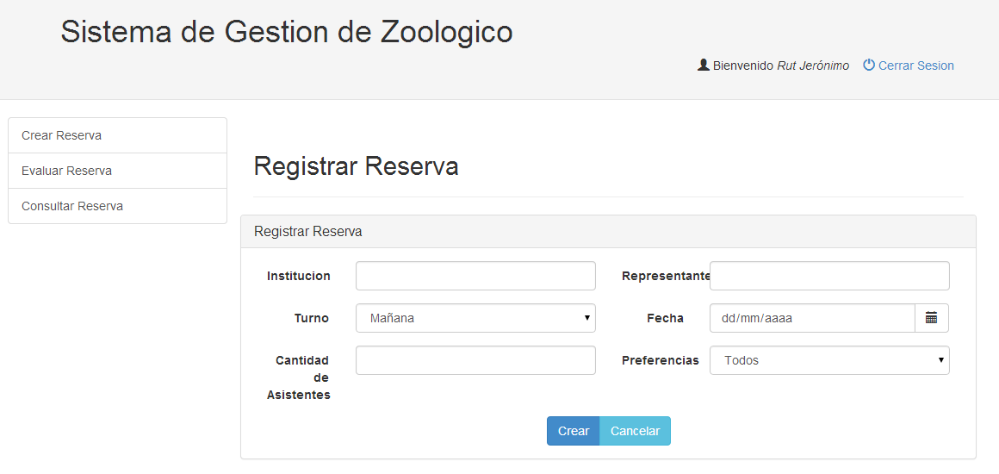 Sistema de Gestion de Zoologico
Bienvenido Rut Jerónimo Cerrar Sesion
Crear Reserva
Evaluar Reserva
Consultar Reserva
Registrar Reserva
Registrar Reserva
Institucion Representante
Turno Mañana Fecha dd/mm/aaaa
Cantidad Preferencias Todos
de
Asistentes
Crear Cancelar